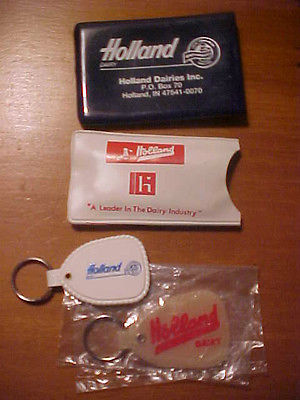 Holland
DAIRY
Holland Dairies Inc.
P.O. Box 70
Holland, IN 47541-0070
Holland
H
"A Leader In The Dairy Industry"
Holland
Holland
DAIRY